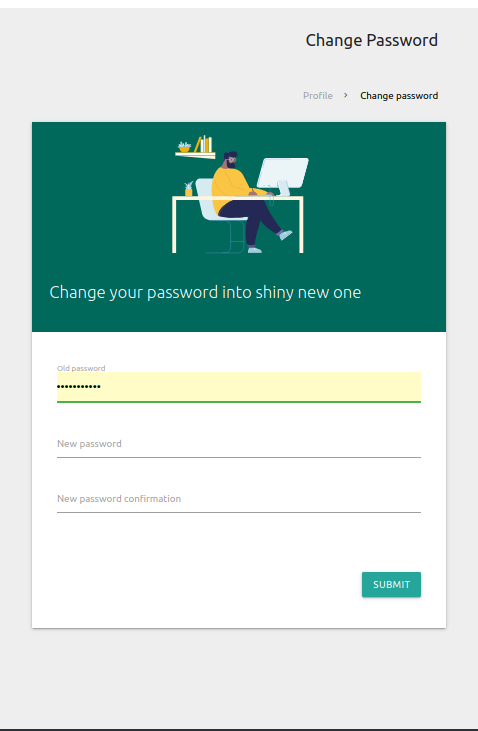 Change Password
Profile > Change password
Change your password into shiny new one
Old password
•••••••••••
New password
New password confirmation
SUBMIT